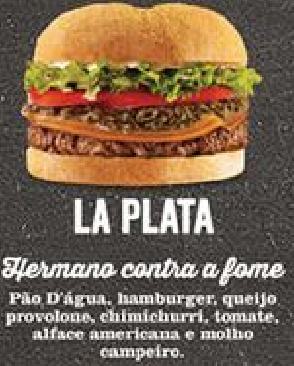 LA PLATA
Hermano contra a fome
Pão D'água, hamburger, queijo
provolone, chimichurri, tomate,
alface americana e molho
campeiro.